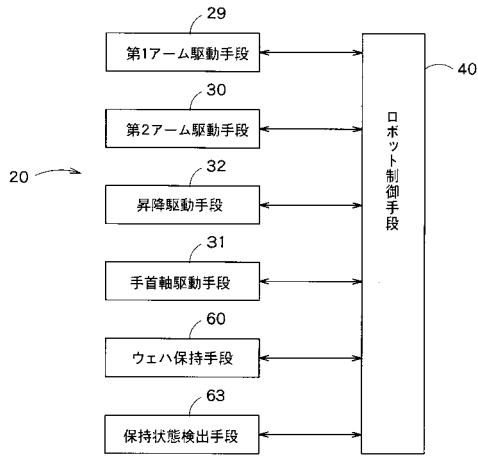 29
第1アーム駆動手段
30
第2アーム駆動手段
20
32
昇降駆動手段
31
手首軸駆動手段
60
ウェハ保持手段
63
保持状態検出手段
40
ロボット制御手段